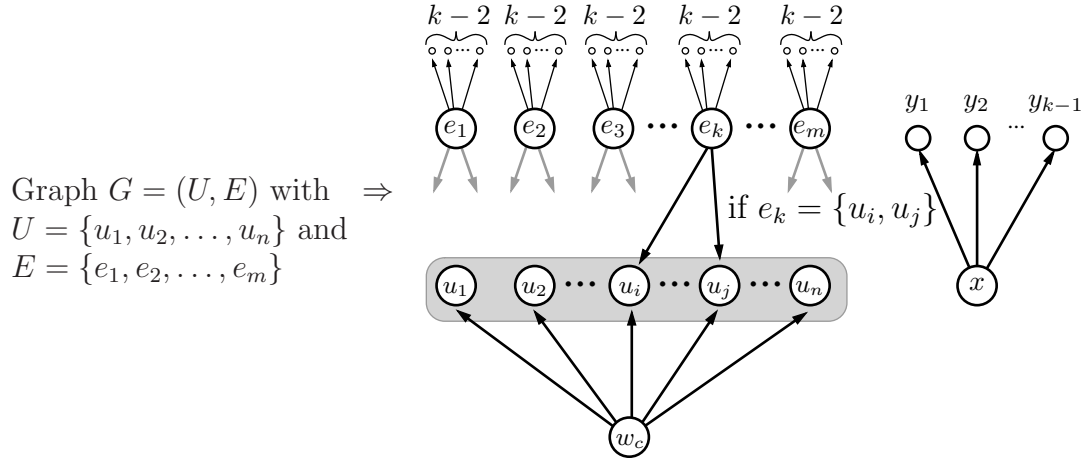 k − 2 k − 2 k − 2 k − 2 k − 2
y₁ y₂ ... yₖ₋₁
e₁ e₂ e₃ ··· eₖ ··· eₘ
Graph G = (U, E) with ⇒
U = {u₁, u₂, . . . , uₙ} and
E = {e₁, e₂, . . . , eₘ}
if eₖ = {uᵢ, uⱼ}
u₁ u₂ ··· uᵢ ··· uⱼ ··· uₙ
x
w_c